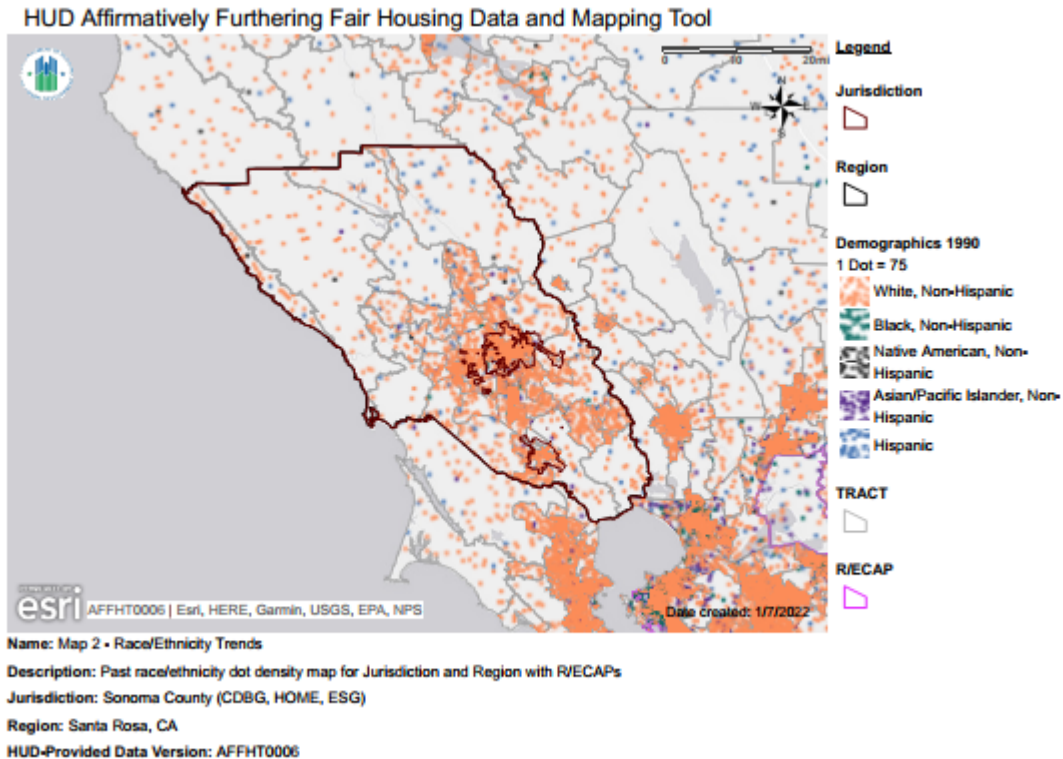 HUD Affirmatively Furthering Fair Housing Data and Mapping Tool
0 10 20mi
N
W E
S
Legend
Jurisdiction
Region
Demographics 1990
1 Dot = 75
White, Non-Hispanic
Black, Non-Hispanic
Native American, Non-
Hispanic
Asian/Pacific Islander, Non-
Hispanic
Hispanic
TRACT
R/ECAP
esri
AFFHT0006 | Esri, HERE, Garmin, USGS, EPA, NPS
Date created: 1/7/2022
Name: Map 2 - Race/Ethnicity Trends
Description: Past race/ethnicity dot density map for Jurisdiction and Region with R/ECAPs
Jurisdiction: Sonoma County (CDBG, HOME, ESG)
Region: Santa Rosa, CA
HUD-Provided Data Version: AFFHT0006